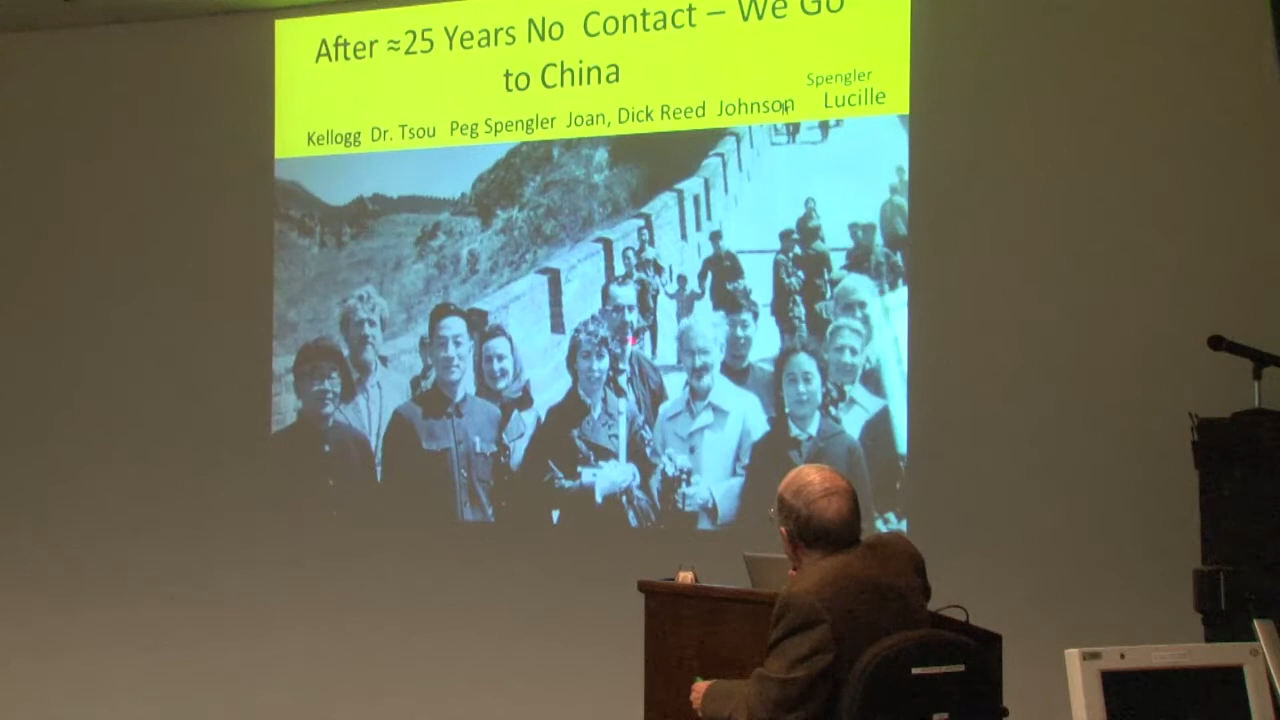 After ≈25 Years No Contact – We Go
to China
Spengler
Kellogg Dr. Tsou Peg Spengler Joan, Dick Reed Johnson Lucille